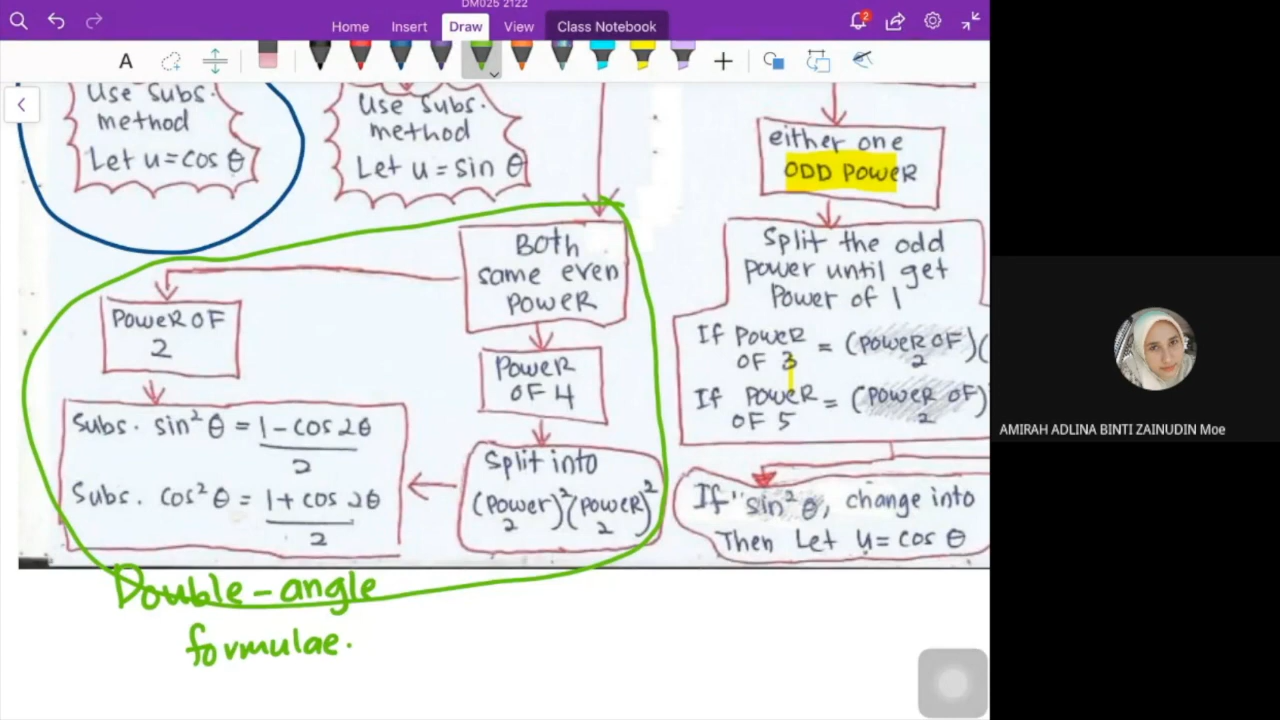 DM025 2122
Home Insert Draw View Class Notebook
2
A
Use Subs.
method
Let u = cos θ
Use Subs.
method
Let u = sin θ
either one
ODD POWER
Both
same even
POWER
POWER OF
2
Power
OF 4
Split the odd
power until get
Power of 1
If POWER
OF 3 = (POWER OF 2)(
If POWER
OF 5 = (POWER OF 2)
Subs. sin² θ = 1 - cos 2θ / 2
Subs. cos² θ = 1 + cos 2θ / 2
Split into
(Power 2)² (Power 2)²
If "sin² θ, change into
Then Let u = cos θ
Double-angle
formulae.
AMIRAH ADLINA BINTI ZAINUDIN Moe